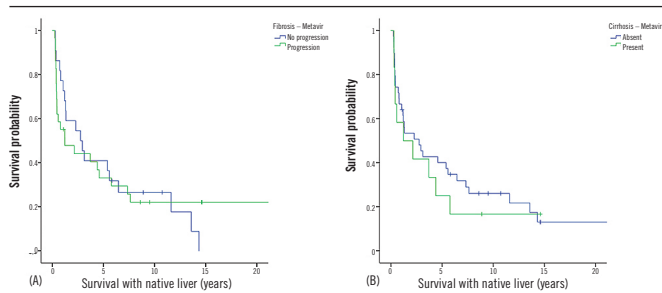 Fibrosis – Metavir
No progression
Progression
1
0.8
0.6
0.4
0.2
-.0
Survival probability
0
5
10
15
20
(A)
Survival with native liver (years)
Cirrhosis – Metavir
Absent
Present
1
0.8
0.6
0.4
0.2
0
Survival probability
0
5
10
15
20
(B)
Survival with native liver (years)